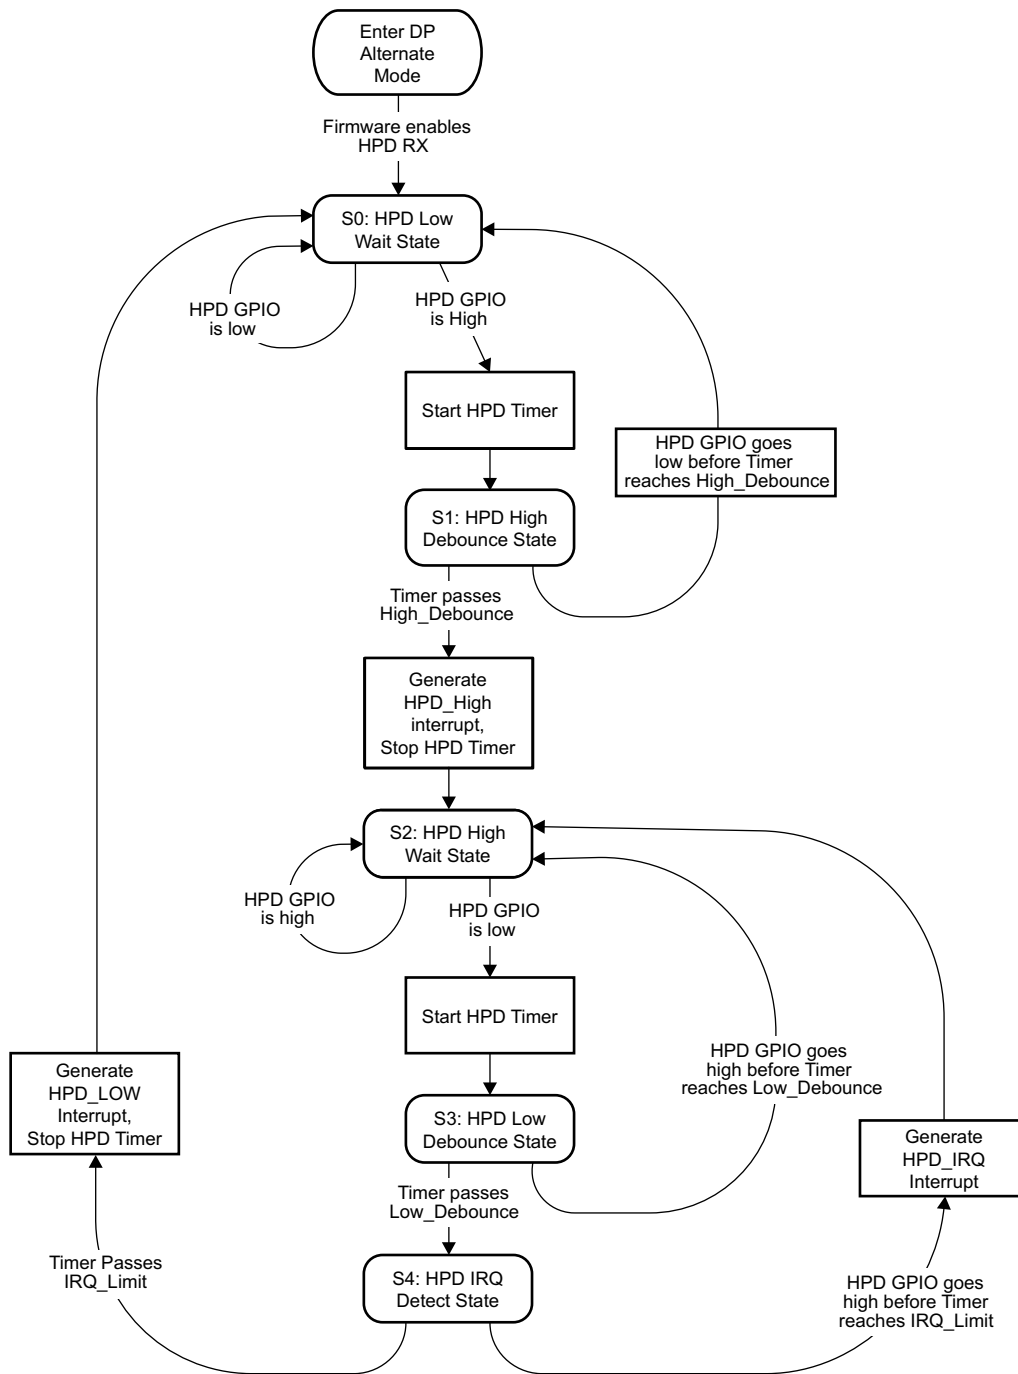 Enter DP
Alternate
Mode
Firmware enables
HPD RX
S0: HPD Low
Wait State
HPD GPIO
is low
HPD GPIO
is High
Start HPD Timer
HPD GPIO goes
low before Timer
reaches High_Debounce
S1: HPD High
Debounce State
Timer passes
High_Debounce
Generate
HPD_High
interrupt,
Stop HPD Timer
S2: HPD High
Wait State
HPD GPIO
is high
HPD GPIO
is low
Start HPD Timer
HPD GPIO goes
high before Timer
reaches Low_Debounce
Generate
HPD_LOW
Interrupt,
Stop HPD Timer
S3: HPD Low
Debounce State
Generate
HPD_IRQ
Interrupt
Timer passes
Low_Debounce
Timer Passes
IRQ_Limit
S4: HPD IRQ
Detect State
HPD GPIO goes
high before Timer
reaches IRQ_Limit